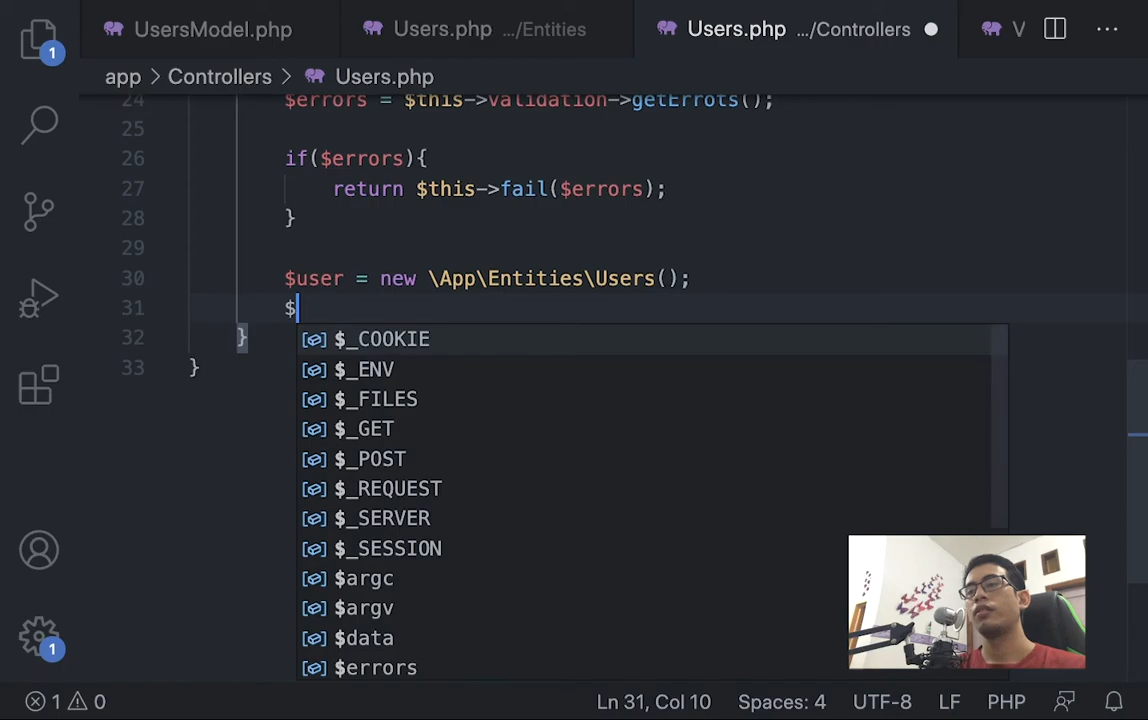 1
UsersModel.php
Users.php .../Entities
Users.php .../Controllers
V
app > Controllers > Users.php
24 $errors = $this->validation->getErrots();
25
26 if($errors){
27 return $this->fail($errors);
28 }
29
30 $user = new \App\Entities\Users();
31 $
32 }
33 }
$_COOKIE
$_ENV
$_FILES
$_GET
$_POST
$_REQUEST
$_SERVER
$_SESSION
$argc
$argv
$data
$errors
1
1 0 Ln 31, Col 10 Spaces: 4 UTF-8 LF PHP